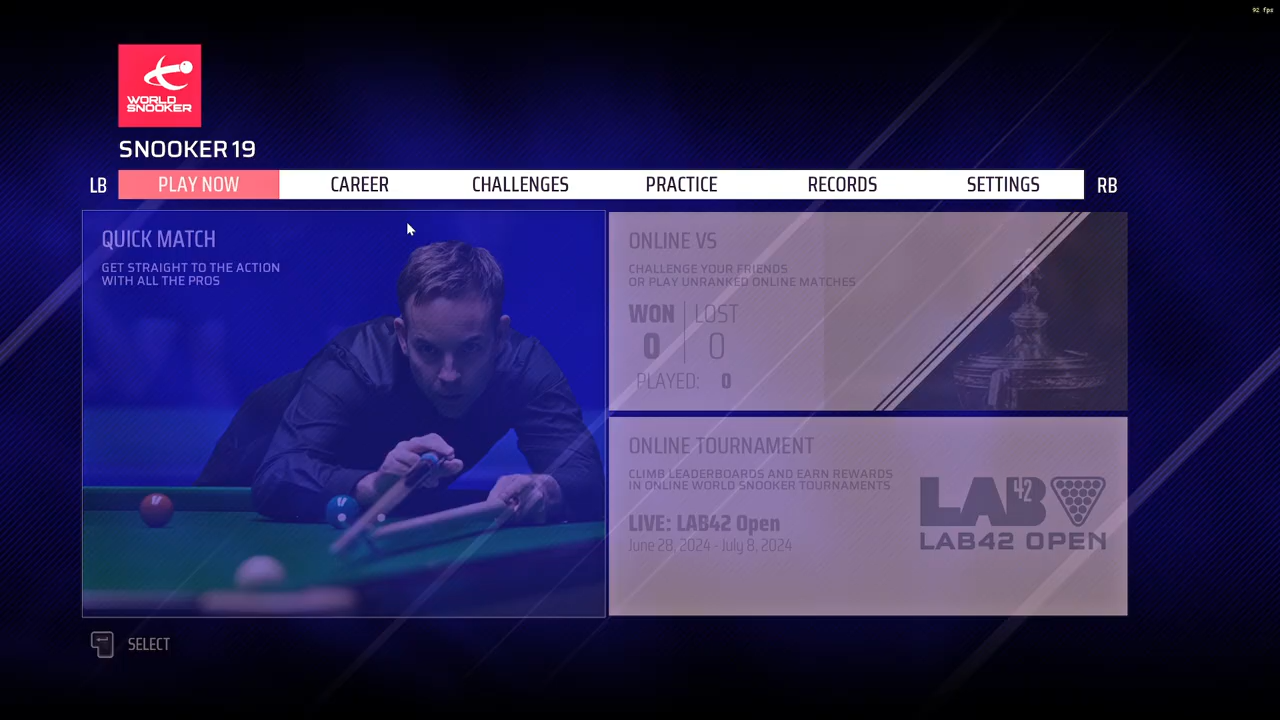 92 fps
WORLD
SNOOKER
SNOOKER 19
LB
PLAY NOW
CAREER
CHALLENGES
PRACTICE
RECORDS
SETTINGS
RB
QUICK MATCH
GET STRAIGHT TO THE ACTION
WITH ALL THE PROS
ONLINE VS
CHALLENGE YOUR FRIENDS
OR PLAY UNRANKED ONLINE MATCHES
WON LOST
0 0
PLAYED: 0
ONLINE TOURNAMENT
CLIMB LEADERBOARDS AND EARN REWARDS
IN ONLINE WORLD SNOOKER TOURNAMENTS
LIVE: LAB42 Open
June 28, 2024 - July 8, 2024
LAB42
LAB42 OPEN
SELECT